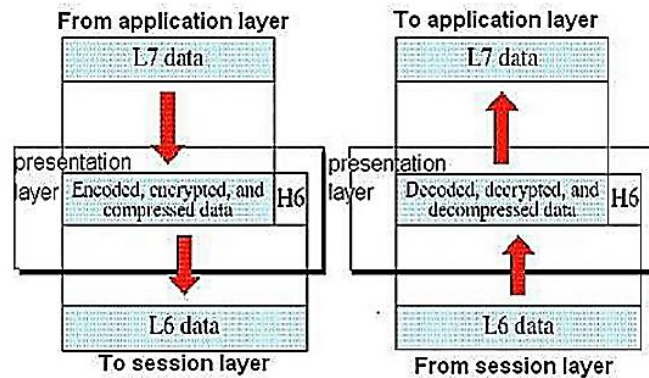 From application layer
L7 data
presentation
layer
Encoded, encrypted, and
compressed data
H6
L6 data
To session layer
To application layer
L7 data
presentation
layer
Decoded, decrypted, and
decompressed data
H6
L6 data
From session layer